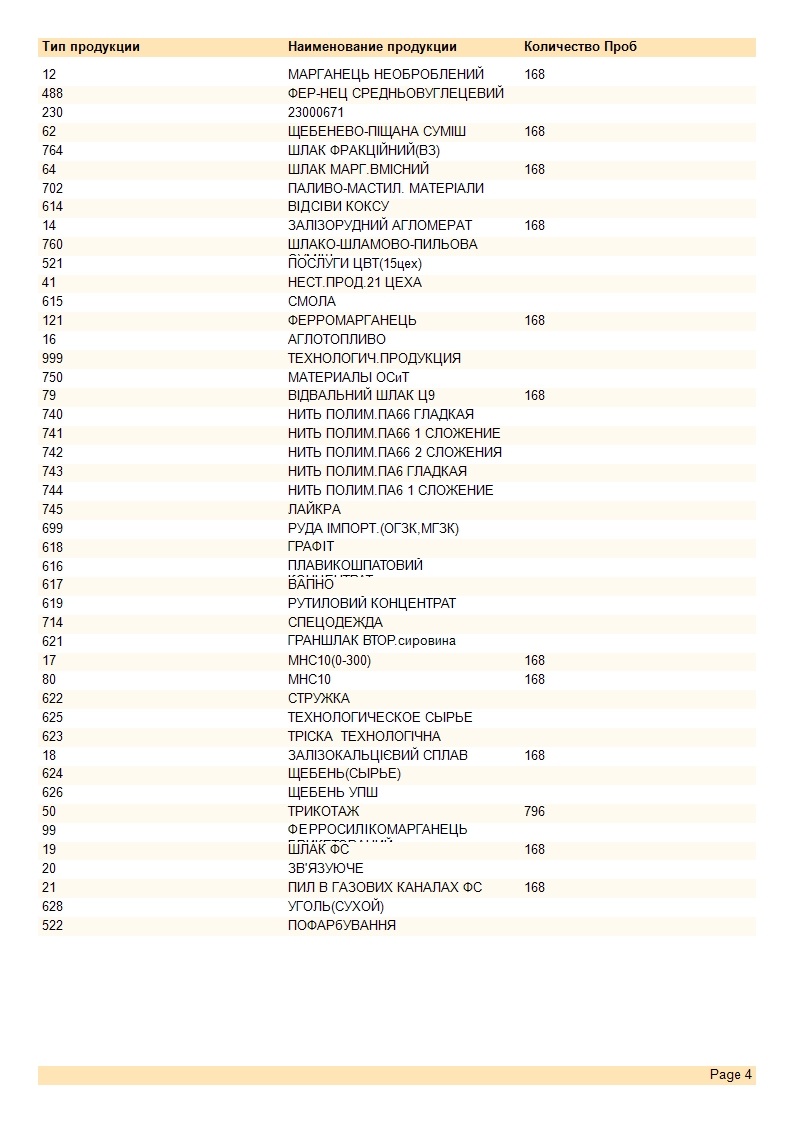 Тип продукции Наименование продукции Количество Проб
12 МАРГАНЕЦЬ НЕОБРОБЛЕНИЙ 168
488 ФЕР-НЕЦ СРЕДНЬОВУГЛЕЦЕВИЙ
230 23000671
62 ЩЕБЕНЕВО-ПІЩАНА СУМІШ 168
764 ШЛАК ФРАКЦІЙНИЙ(ВЗ)
64 ШЛАК МАРГ.ВМІСНИЙ 168
702 ПАЛИВО-МАСТИЛ. МАТЕРІАЛИ
614 ВІДСІВИ КОКСУ
14 ЗАЛІЗОРУДНИЙ АГЛОМЕРАТ 168
760 ШЛАКО-ШЛАМОВО-ПИЛЬОВА
521 ПОСЛУГИ ЦВТ(15цех)
41 НЕСТ.ПРОД.21 ЦЕХА
615 СМОЛА
121 ФЕРРОМАРГАНЕЦЬ 168
16 АГЛОТОПЛИВО
999 ТЕХНОЛОГИЧ.ПРОДУКЦИЯ
750 МАТЕРИАЛЫ ОСиТ
79 ВІДВАЛЬНИЙ ШЛАК Ц9 168
740 НИТЬ ПОЛИМ.ПА66 ГЛАДКАЯ
741 НИТЬ ПОЛИМ.ПА66 1 СЛОЖЕНИЕ
742 НИТЬ ПОЛИМ.ПА66 2 СЛОЖЕНИЯ
743 НИТЬ ПОЛИМ.ПА6 ГЛАДКАЯ
744 НИТЬ ПОЛИМ.ПА6 1 СЛОЖЕНИЕ
745 ЛАЙКРА
699 РУДА ІМПОРТ.(ОГЗК,МГЗК)
618 ГРАФІТ
616 ПЛАВИКОШПАТОВИЙ
617 ВАПНО
619 РУТИЛОВИЙ КОНЦЕНТРАТ
714 СПЕЦОДЕЖДА
621 ГРАНШЛАК ВТОР.сировина
17 МНС10(0-300) 168
80 МНС10 168
622 СТРУЖКА
625 ТЕХНОЛОГИЧЕСКОЕ СЫРЬЕ
623 ТРІСКА ТЕХНОЛОГІЧНА
18 ЗАЛІЗОКАЛЬЦІЄВИЙ СПЛАВ 168
624 ЩЕБЕНЬ(СЫРЬЕ)
626 ЩЕБЕНЬ УПШ
50 ТРИКОТАЖ 796
99 ФЕРРОСИЛІКОМАРГАНЕЦЬ
19 ШЛАК ФС 168
20 ЗВ'ЯЗУЮЧЕ
21 ПИЛ В ГАЗОВИХ КАНАЛАХ ФС 168
628 УГОЛЬ(СУХОЙ)
522 ПОФАРбУВАННЯ
Page 4